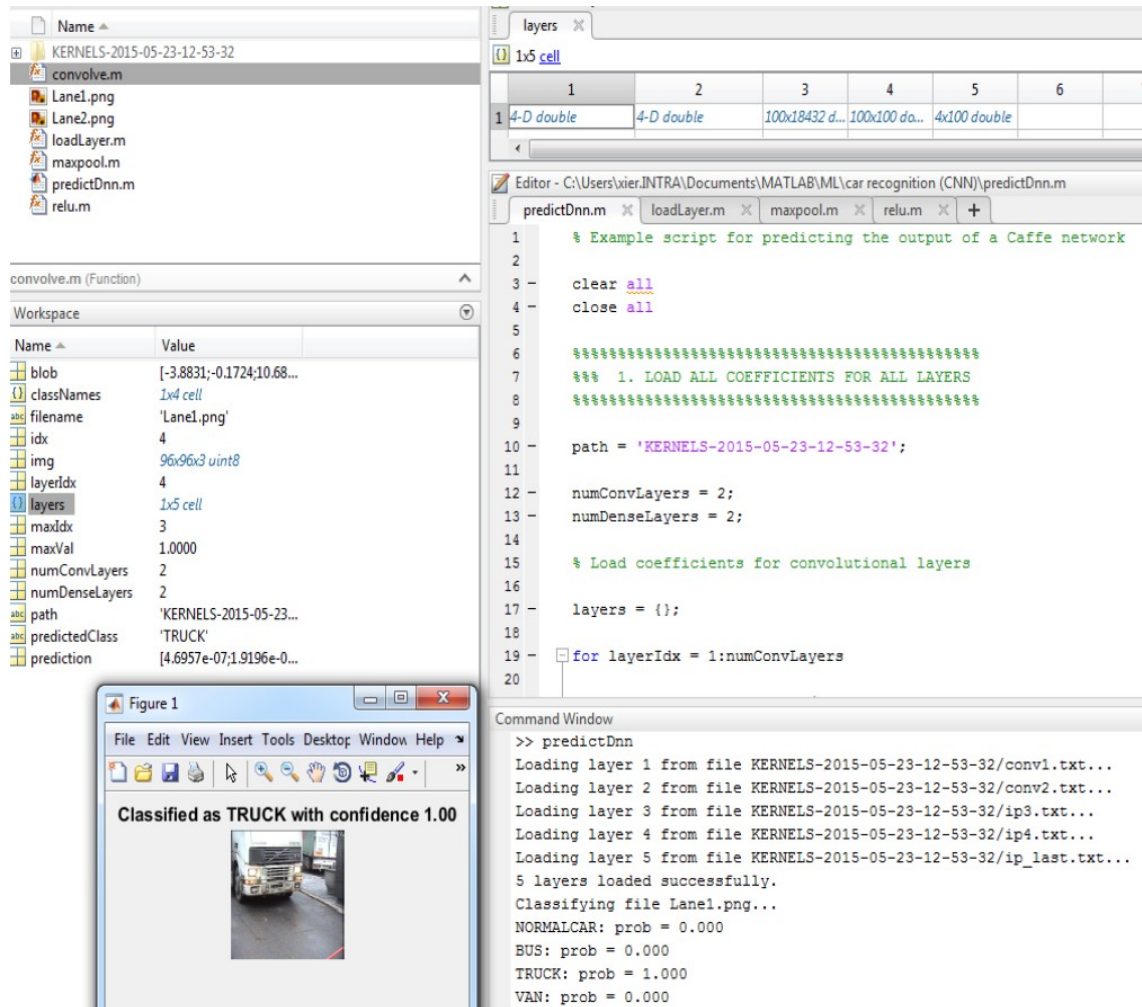 Name
KERNELS-2015-05-23-12-53-32
convolve.m
Lane1.png
Lane2.png
loadLayer.m
maxpool.m
predictDnn.m
relu.m
convolve.m (Function)
Workspace
Name Value
blob [-3.8831;-0.1724;10.68...
classNames 1x4 cell
filename 'Lane1.png'
idx 4
img 96x96x3 uint8
layerIdx 4
layers 1x5 cell
maxIdx 3
maxVal 1.0000
numConvLayers 2
numDenseLayers 2
path 'KERNELS-2015-05-23...
predictedClass 'TRUCK'
prediction [4.6957e-07;1.9196e-0...
Figure 1
File Edit View Insert Tools Desktop Window Help
Classified as TRUCK with confidence 1.00
layers
1x5 cell
1 2 3 4 5 6
1 4-D double 4-D double 100x18432 d... 100x100 do... 4x100 double
Editor - C:\Users\xier.INTRA\Documents\MATLAB\ML\car recognition (CNN)\predictDnn.m
predictDnn.m loadLayer.m maxpool.m relu.m +
1 % Example script for predicting the output of a Caffe network
2
3 - clear all
4 - close all
5
6 %%%%%%%%%%%%%%%%%%%%%%%%%%%%%%%%%%%%%%%%%%%%%
7 %%% 1. LOAD ALL COEFFICIENTS FOR ALL LAYERS
8 %%%%%%%%%%%%%%%%%%%%%%%%%%%%%%%%%%%%%%%%%%%%%
9
10 - path = 'KERNELS-2015-05-23-12-53-32';
11
12 - numConvLayers = 2;
13 - numDenseLayers = 2;
14
15 % Load coefficients for convolutional layers
16
17 - layers = {};
18
19 - for layerIdx = 1:numConvLayers
20
Command Window
>> predictDnn
Loading layer 1 from file KERNELS-2015-05-23-12-53-32/conv1.txt...
Loading layer 2 from file KERNELS-2015-05-23-12-53-32/conv2.txt...
Loading layer 3 from file KERNELS-2015-05-23-12-53-32/ip3.txt...
Loading layer 4 from file KERNELS-2015-05-23-12-53-32/ip4.txt...
Loading layer 5 from file KERNELS-2015-05-23-12-53-32/ip_last.txt...
5 layers loaded successfully.
Classifying file Lane1.png...
NORMALCAR: prob = 0.000
BUS: prob = 0.000
TRUCK: prob = 1.000
VAN: prob = 0.000